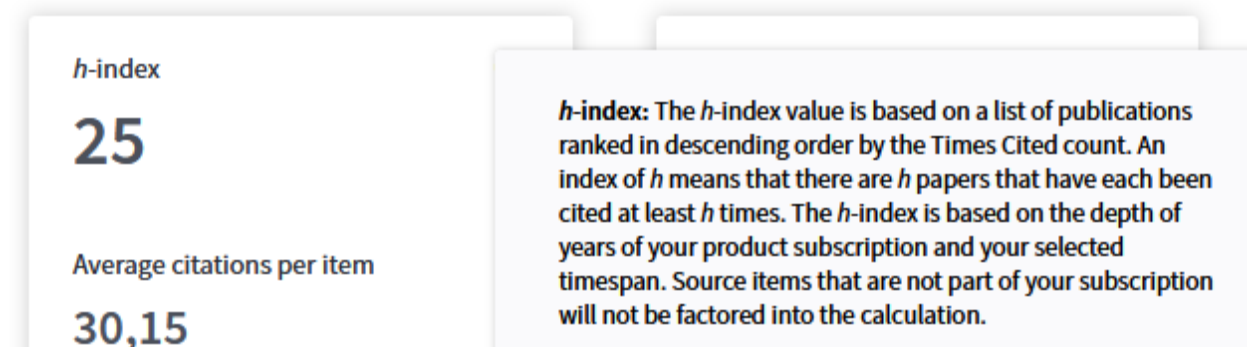 h-index
25
Average citations per item
30,15
h-index: The h-index value is based on a list of publications
ranked in descending order by the Times Cited count. An
index of h means that there are h papers that have each been
cited at least h times. The h-index is based on the depth of
years of your product subscription and your selected
timespan. Source items that are not part of your subscription
will not be factored into the calculation.